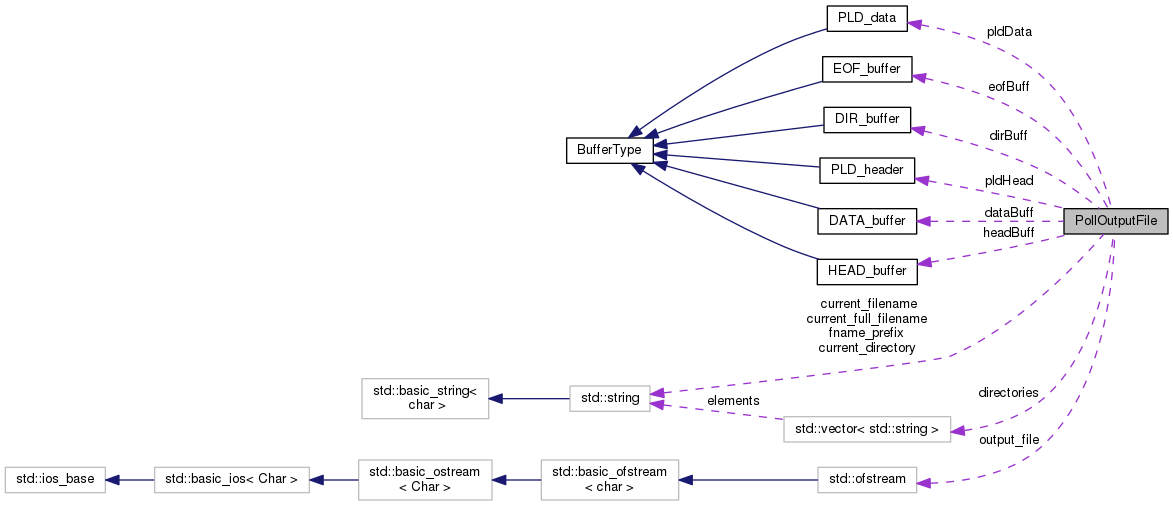 PLD_data
pldData
EOF_buffer
eofBuff
DIR_buffer
dirBuff
BufferType
PLD_header
pldHead
DATA_buffer
dataBuff
PollOutputFile
headBuff
HEAD_buffer
current_filename
current_full_filename
fname_prefix
current_directory
std::basic_string<
char >
std::string
elements
directories
std::vector< std::string >
output_file
std::ios_base
std::basic_ios< Char >
std::basic_ostream
< Char >
std::basic_ofstream
< char >
std::ofstream